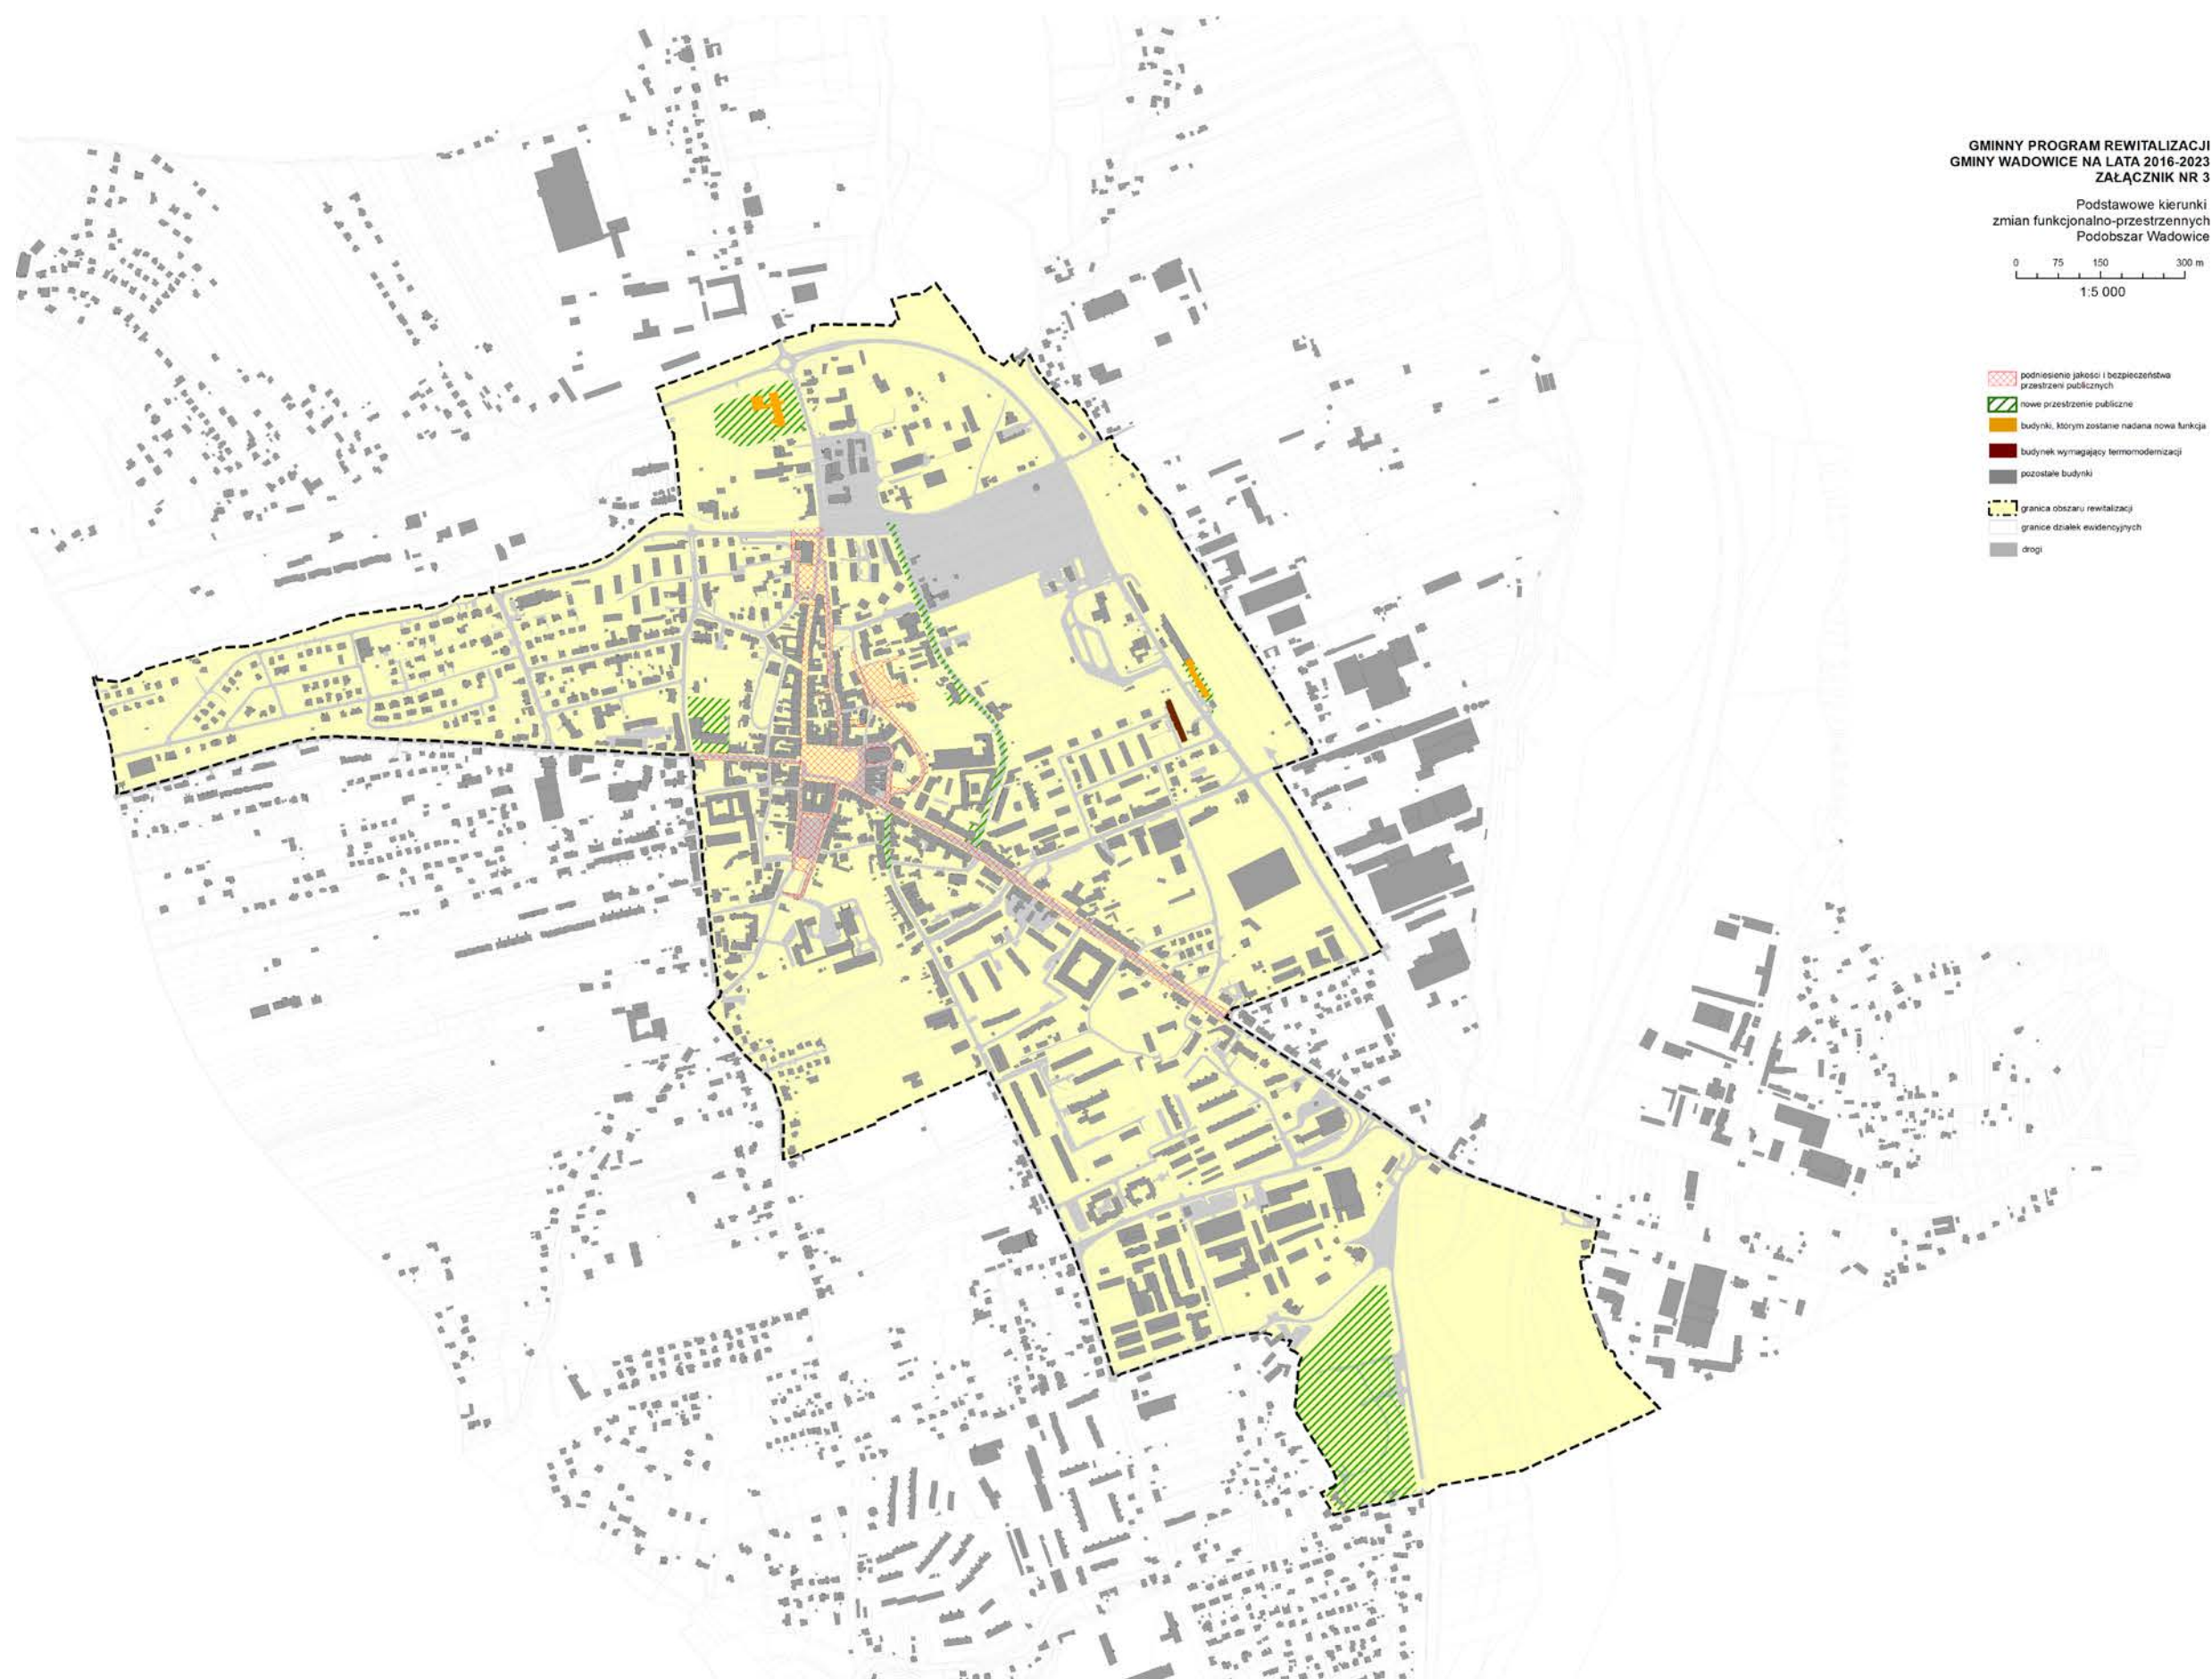 GMINNY PROGRAM REWITALIZACJI
GMINY WADOWICE NA LATA 2016-2023
ZAŁĄCZNIK NR 3
Podstawowe kierunki
zmian funkcjonalno-przestrzennych
Podobszar Wadowice
0 75 150 300 m
1:5 000
podniesienie jakości i bezpieczeństwa
przestrzeni publicznych
nowe przestrzenie publiczne
budynki, którym zostanie nadana nowa funkcja
budynek wymagający termomodernizacji
pozostałe budynki
granica obszaru rewitalizacji
granice działek ewidencyjnych
drogi